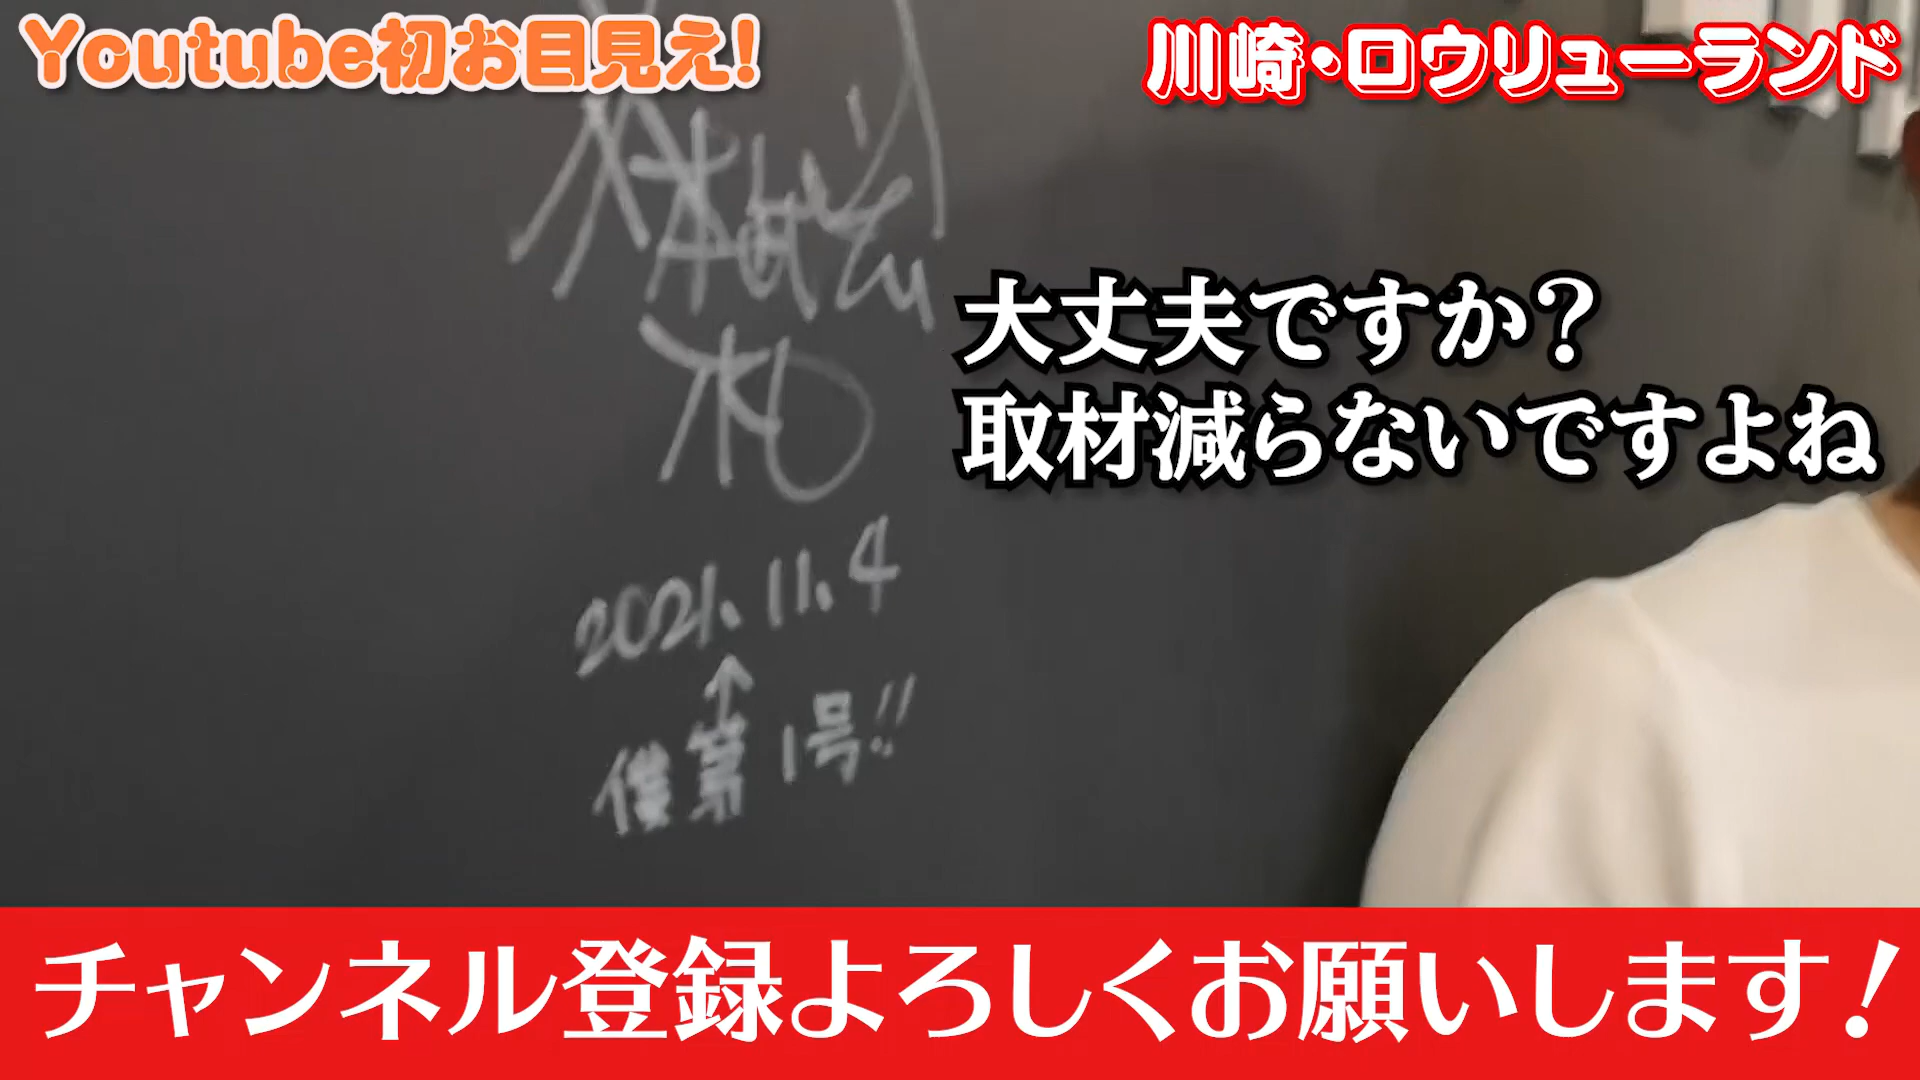 Youtube初お目見え!
川崎・ロウリューランド
大丈夫ですか?
取材減らないですよね
2021.11.4
↑
僕第1号!!
チャンネル登録よろしくお願いします!